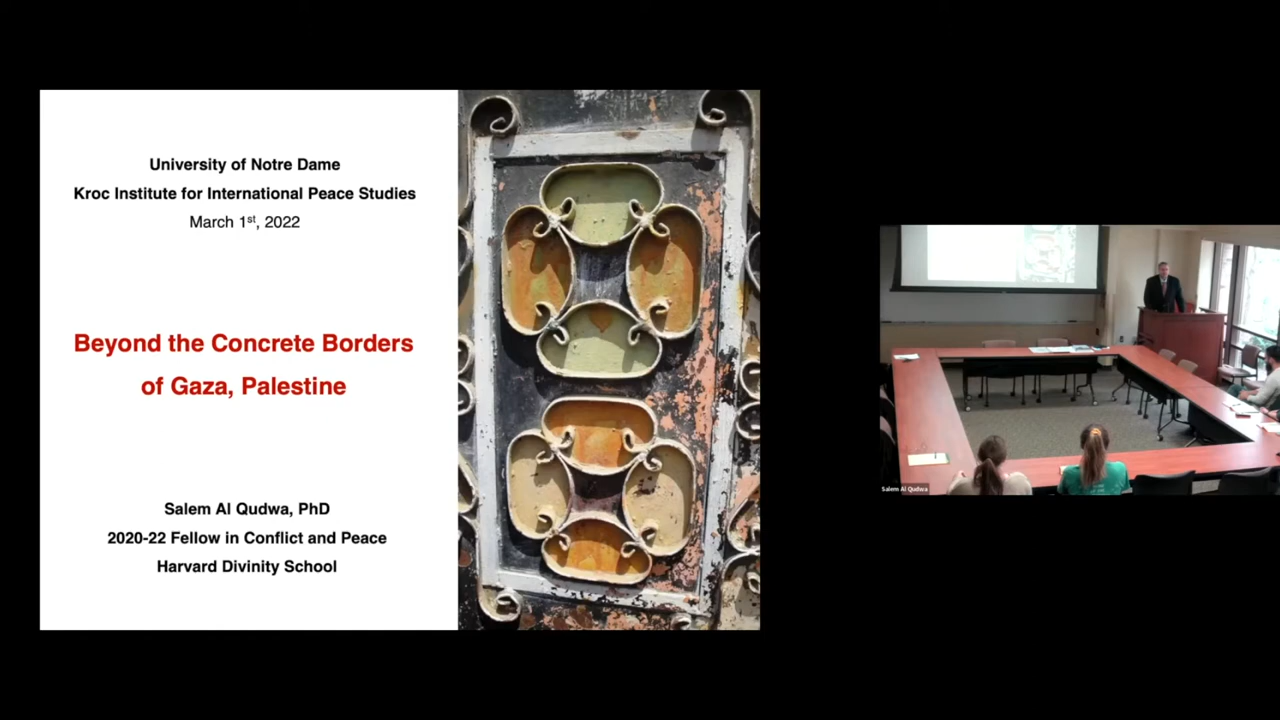 University of Notre Dame
Kroc Institute for International Peace Studies
March 1st, 2022
Beyond the Concrete Borders
of Gaza, Palestine
Salem Al Qudwa, PhD
2020-22 Fellow in Conflict and Peace
Harvard Divinity School
Salem Al Qudwa